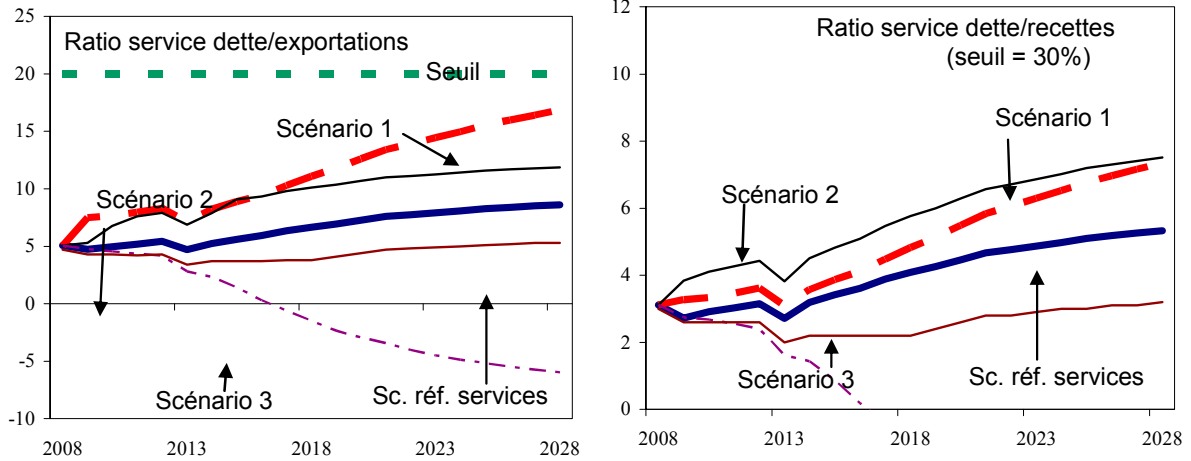 Ratio service dette/exportations
25
20
15
10
5
0
-5
-10
Seuil
Scénario 1
Scénario 2
Scénario 3
Sc. réf. services
2008 2013 2018 2023 2028
Ratio service dette/recettes
(seuil = 30%)
12
10
8
6
4
2
0
Scénario 1
Scénario 2
Scénario 3
Sc. réf. services
2008 2013 2018 2023 2028